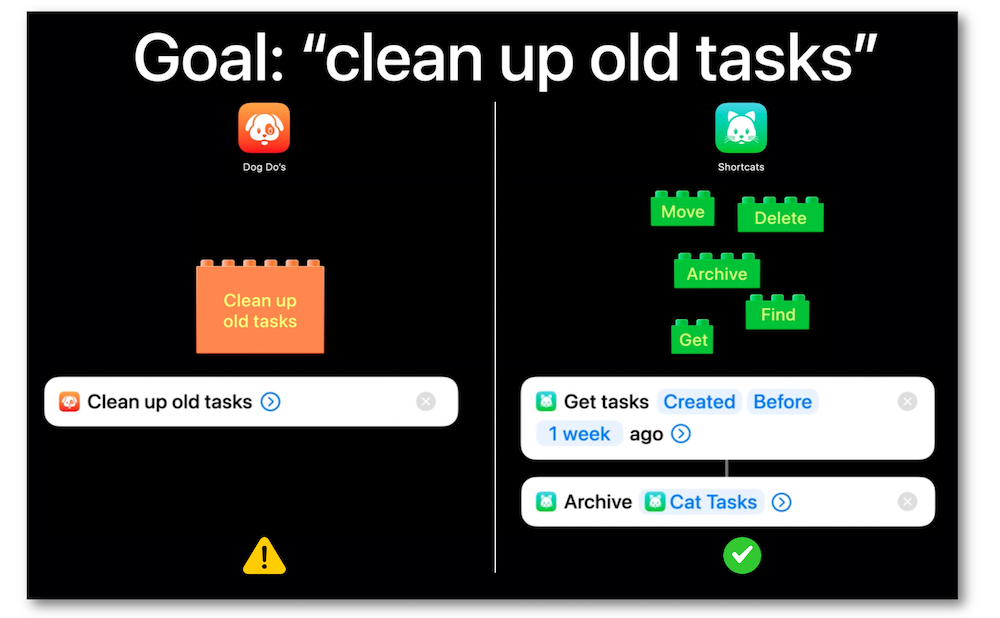 Goal: “clean up old tasks”
Dog Do's
Clean up
old tasks
Clean up old tasks
Shortcats
Move
Delete
Archive
Find
Get
Get tasks Created Before
1 week ago
Archive Cat Tasks